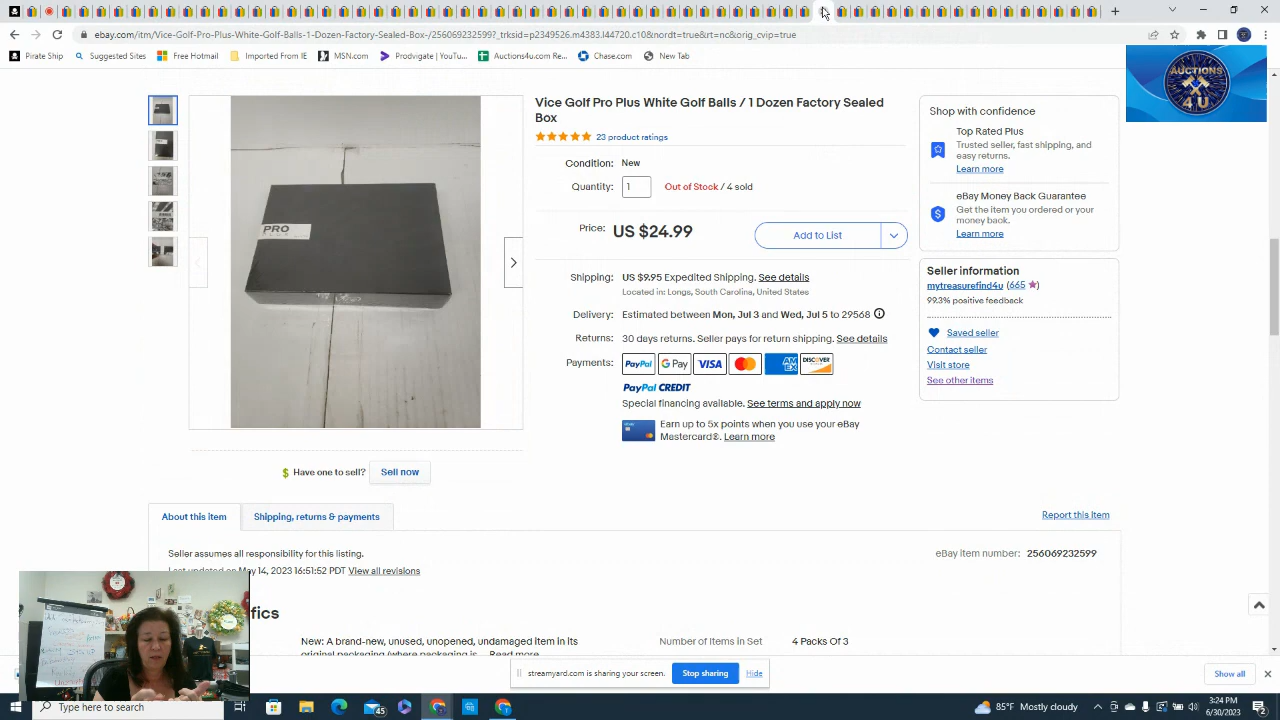 ebay.com/itm/Vice-Golf-Pro-Plus-White-Golf-Balls-1-Dozen-Factory-Sealed-Box-/256069232599?_trksid=p2349526.m4383.l44720.c10&nordt=true&rt=nc&orig_cvip=true
Pirate Ship
Suggested Sites
Free Hotmail
Imported From IE
MSN.com
Prodvigate | YouTu...
Auctions4u.com Re...
Chase.com
New Tab
AUCTIONS
4 U
Vice Golf Pro Plus White Golf Balls / 1 Dozen Factory Sealed
Box
23 product ratings
Condition: New
Quantity: 1 Out of Stock / 4 sold
Price: US $24.99 Add to List
Shipping: US $9.95 Expedited Shipping. See details
Located in: Longs, South Carolina, United States
Delivery: Estimated between Mon, Jul 3 and Wed, Jul 5 to 29568
Returns: 30 days returns. Seller pays for return shipping. See details
Payments: PayPal G Pay VISA MasterCard AM EX DISCOVER
PayPal CREDIT
Special financing available. See terms and apply now
Earn up to 5x points when you use your eBay
Mastercard®. Learn more
Shop with confidence
Top Rated Plus
Trusted seller, fast shipping, and
easy returns.
Learn more
eBay Money Back Guarantee
Get the item you ordered or your
money back.
Learn more
Seller information
mytreasurefind4u (665)
99.3% positive feedback
Saved seller
Contact seller
Visit store
See other items
PRO
Have one to sell? Sell now
About this item
Shipping, returns & payments
Report this item
Seller assumes all responsibility for this listing.
eBay item number: 256069232599
Last updated on May 14, 2023 16:51:52 PDT View all revisions
fics
New: A brand-new, unused, unopened, undamaged item in its
original packaging (where packaging is ... Read more
Number of Items in Set 4 Packs Of 3
streamyard.com is sharing your screen. Stop sharing Hide
Show all
Type here to search
45
85°F Mostly cloudy
3:24 PM
6/30/2023
2